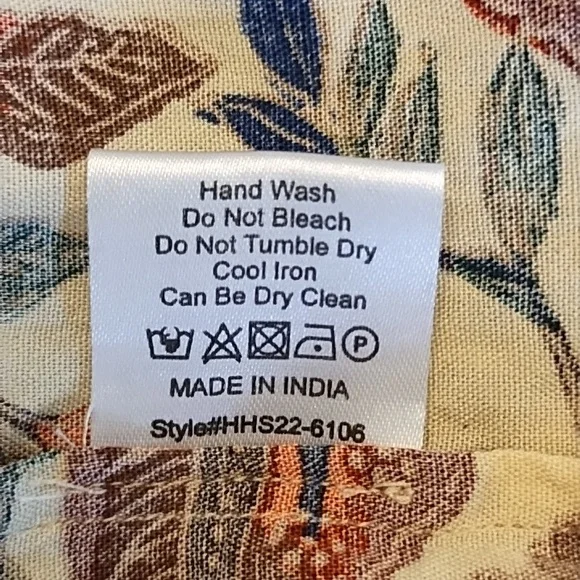 Hand Wash
Do Not Bleach
Do Not Tumble Dry
Cool Iron
Can Be Dry Clean
P
MADE IN INDIA
Style#HHS22-6106